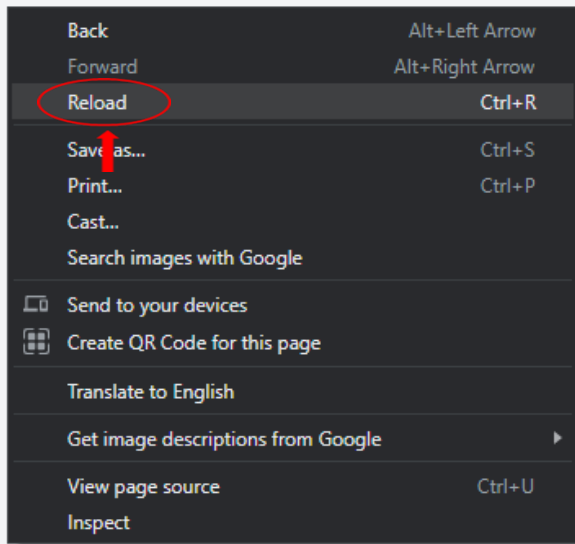 Back Alt+Left Arrow
Forward Alt+Right Arrow
Reload Ctrl+R
Save as... Ctrl+S
Print... Ctrl+P
Cast...
Search images with Google
Send to your devices
Create QR Code for this page
Translate to English
Get image descriptions from Google
View page source Ctrl+U
Inspect